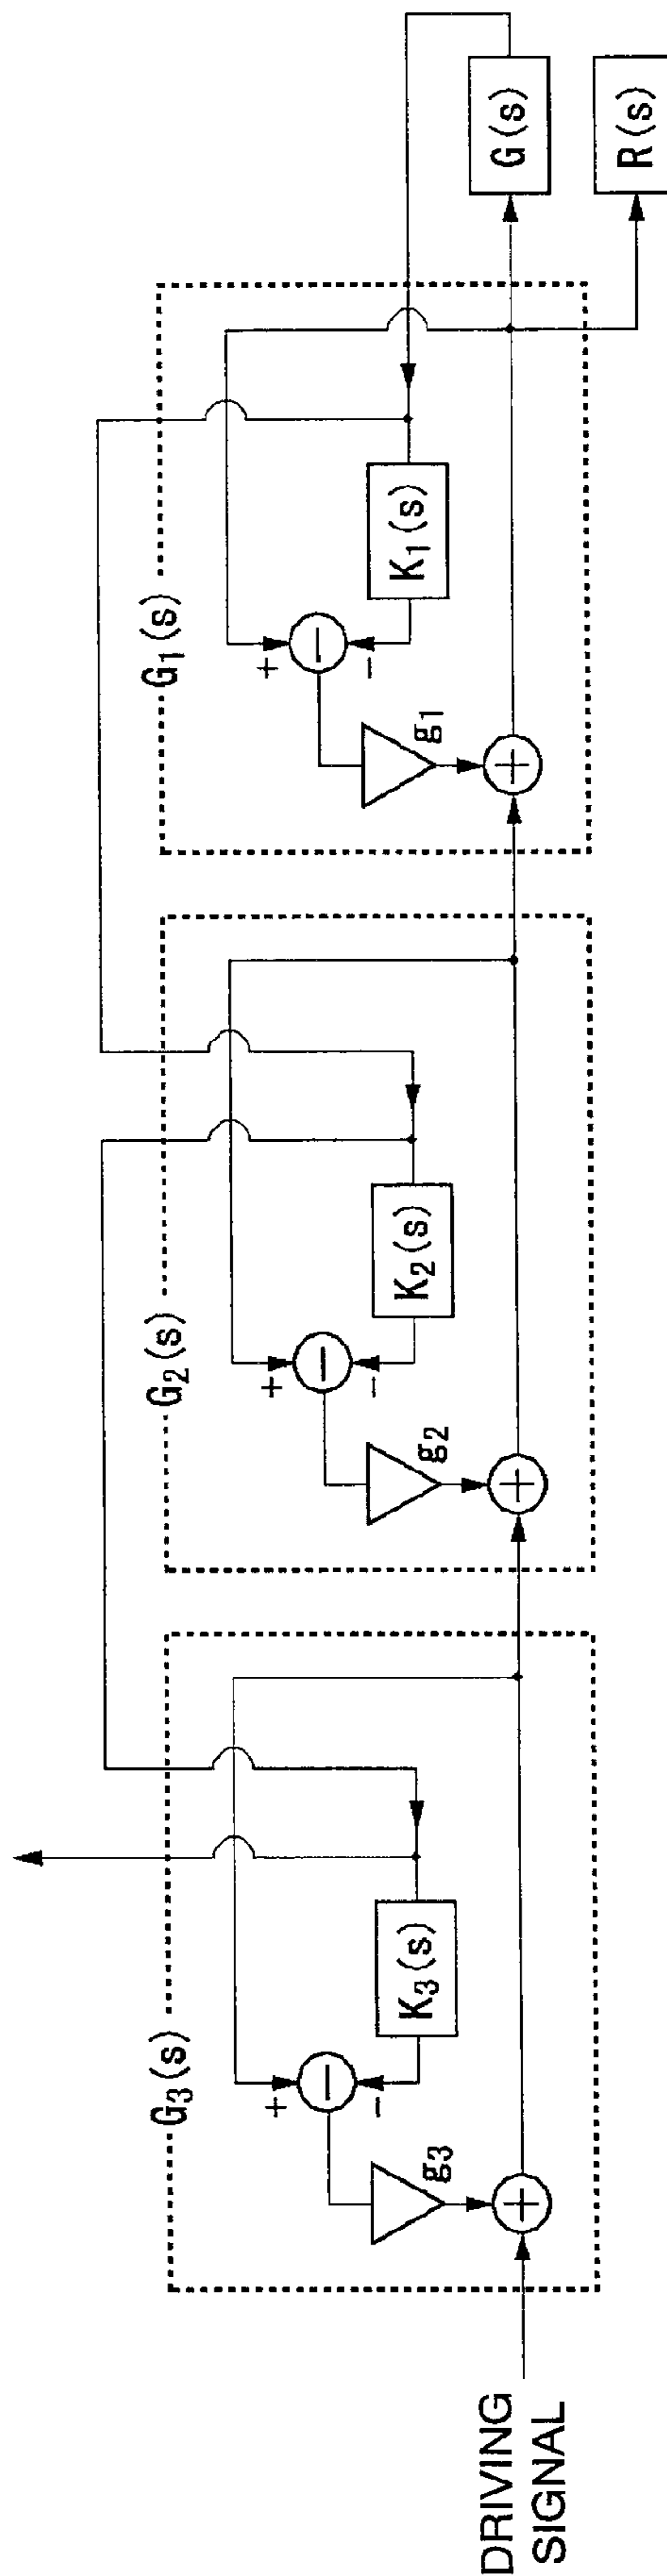 G3(s)
G2(s)
G1(s)
+
−
−
K3(s)
g3
+
+
−
−
K2(s)
g2
+
+
−
−
K1(s)
g1
+
G(s)
R(s)
DRIVING
SIGNAL